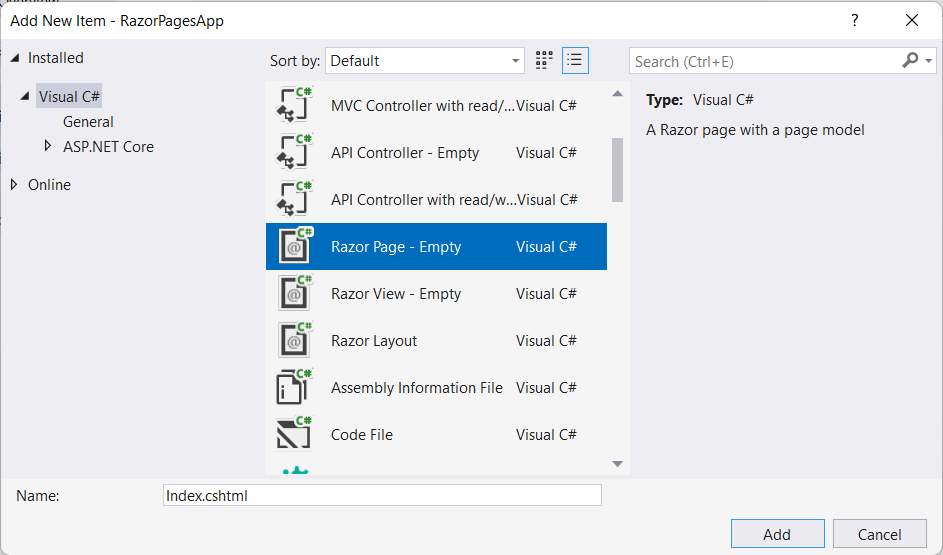 Add New Item - RazorPagesApp
?
Installed
Sort by:
Default
Search (Ctrl+E)
Visual C#
General
ASP.NET Core
Online
C# MVC Controller with read/... Visual C#
C# API Controller - Empty Visual C#
C# API Controller with read/w... Visual C#
C# @ Razor Page - Empty Visual C#
C# @ Razor View - Empty Visual C#
C# @ Razor Layout Visual C#
C# Assembly Information File Visual C#
C# Code File Visual C#
Type: Visual C#
A Razor page with a page model
Name:
Index.cshtml
Add
Cancel